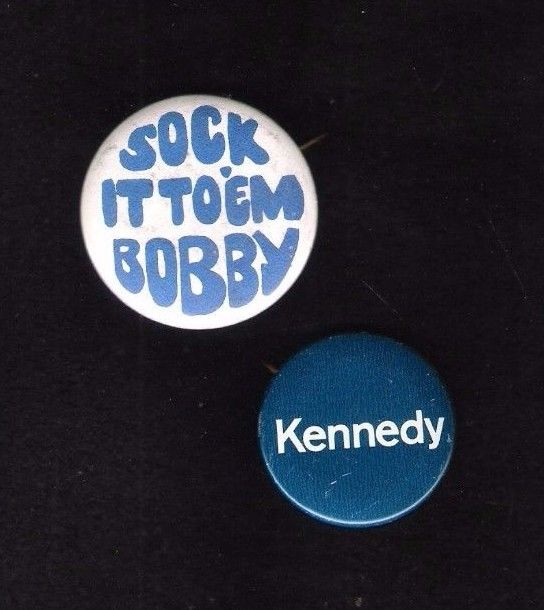 SOCK
IT TO 'EM
BOBBY
Kennedy